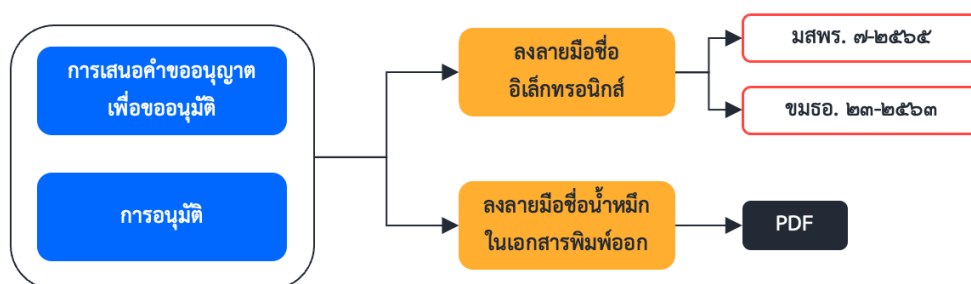 การเสนอคำขออนุญาต
เพื่อขออนุมัติ
การอนุมัติ
ลงลายมือชื่อ
อิเล็กทรอนิกส์
มสพร. ๗-๒๕๖๕
ขมธอ. ๒๓-๒๕๖๓
ลงลายมือชื่อน้ำหมึก
ในเอกสารพิมพ์ออก
PDF